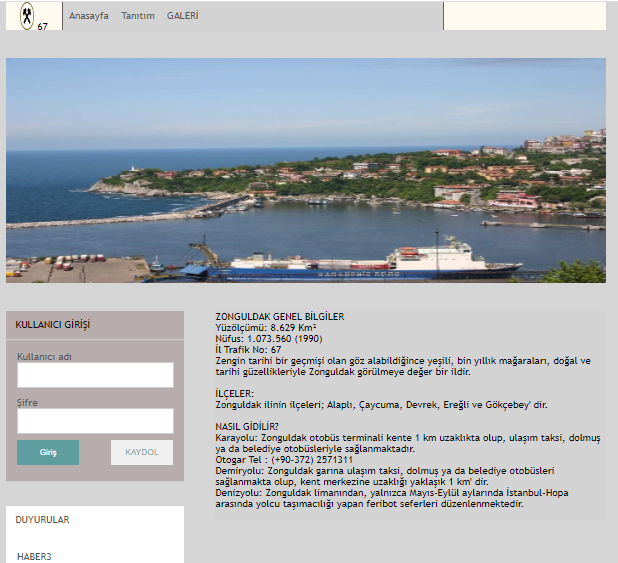 67
Anasayfa Tanıtım GALERİ
KARADENİZ RO-RO
KULLANICI GİRİŞİ
Kullanıcı adı
Şifre
Giriş KAYDOL
DUYURULAR
HABER3
ZONGULDAK GENEL BİLGİLER
Yüzölçümü: 8.629 Km²
Nüfus: 1.073.560 (1990)
İl Trafik No: 67
Zengin tarihi bir geçmişi olan göz alabildiğince yeşili, bin yıllık mağaraları, doğal ve
tarihi güzellikleriyle Zonguldak görülmeye değer bir ildir.
İLÇELER:
Zonguldak ilinin ilçeleri; Alaplı, Çaycuma, Devrek, Ereğli ve Gökçebey' dir.
NASIL GİDİLİR?
Karayolu: Zonguldak otobüs terminali kente 1 km uzaklıkta olup, ulaşım taksi, dolmuş
ya da belediye otobüsleriyle sağlanmaktadır.
Otogar Tel : (+90-372) 2571311
Demiryolu: Zonguldak garına ulaşım taksi, dolmuş ya da belediye otobüsleri
sağlanmakta olup, kent merkezine uzaklığı yaklaşık 1 km' dir.
Denizyolu: Zonguldak limanından, yalnızca Mayıs-Eylül aylarında İstanbul-Hopa
arasında yolcu taşımacılığı yapan feribot seferleri düzenlenmektedir.